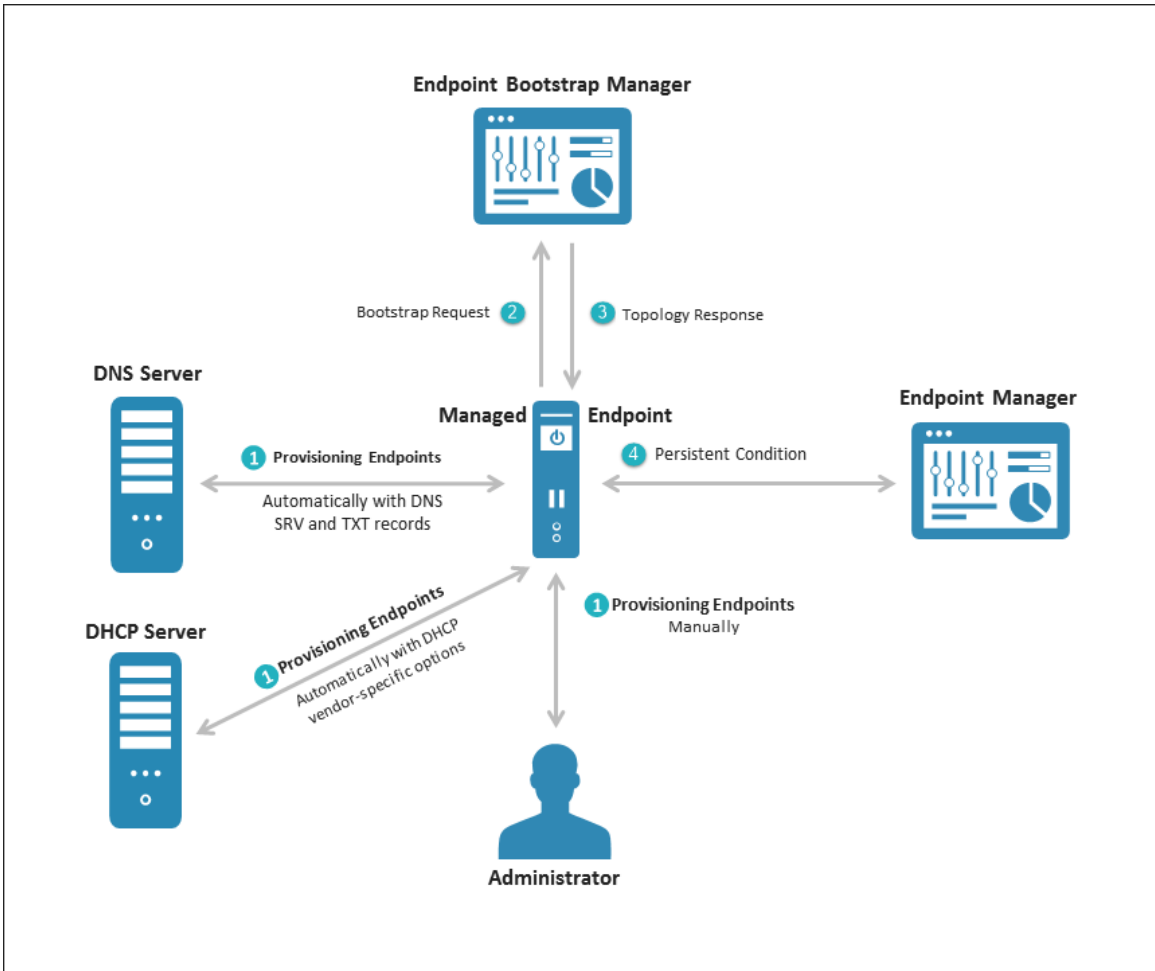 Endpoint Bootstrap Manager
Bootstrap Request 2
3 Topology Response
DNS Server
Managed Endpoint
Endpoint Manager
1 Provisioning Endpoints
Automatically with DNS
SRV and TXT records
4 Persistent Condition
DHCP Server
1 Provisioning Endpoints
Automatically with DHCP
vendor-specific options
1 Provisioning Endpoints
Manually
Administrator